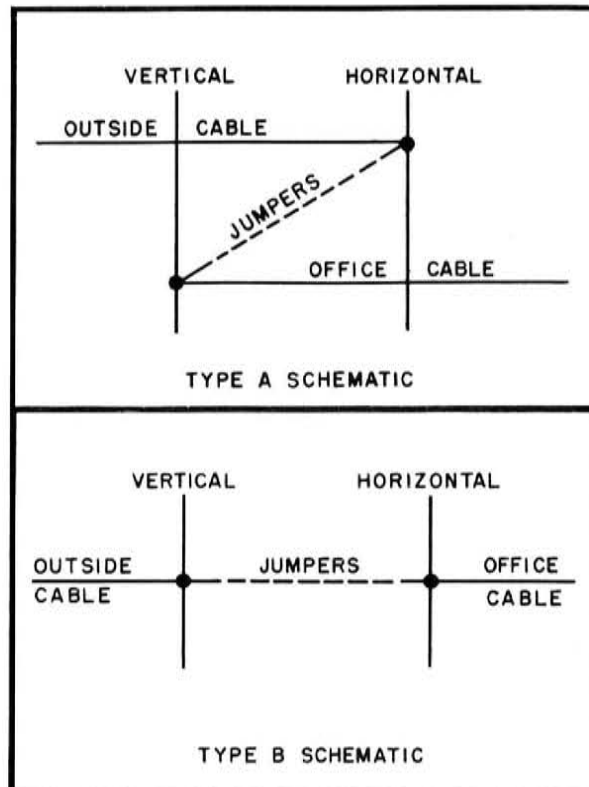 VERTICAL HORIZONTAL
OUTSIDE CABLE
JUMPERS
OFFICE CABLE
TYPE A SCHEMATIC
VERTICAL HORIZONTAL
OUTSIDE JUMPERS OFFICE
CABLE CABLE
TYPE B SCHEMATIC